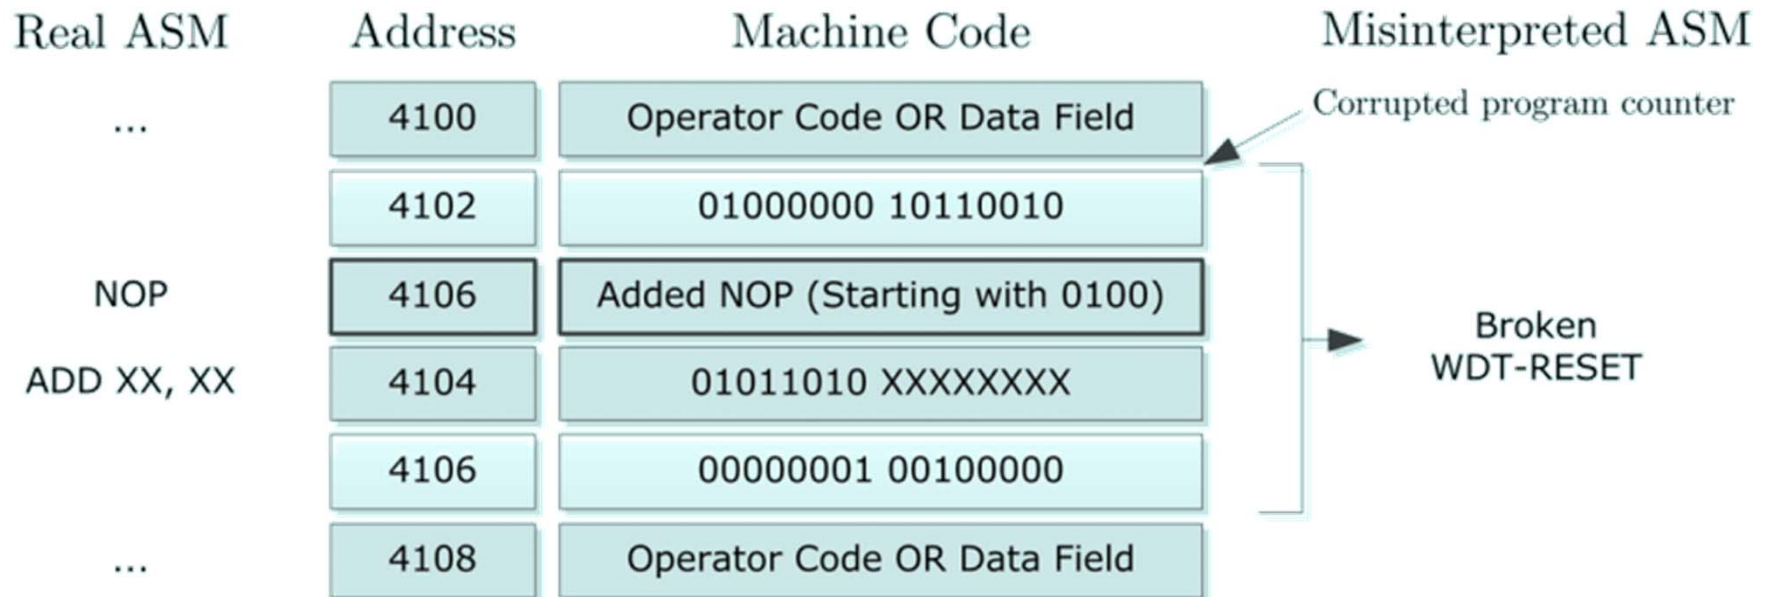 Real ASM Address Machine Code Misinterpreted ASM
... 4100 Operator Code OR Data Field Corrupted program counter
4102 01000000 10110010
NOP 4106 Added NOP (Starting with 0100)
Broken
WDT-RESET
ADD XX, XX 4104 01011010 XXXXXXXX
4106 00000001 00100000
... 4108 Operator Code OR Data Field